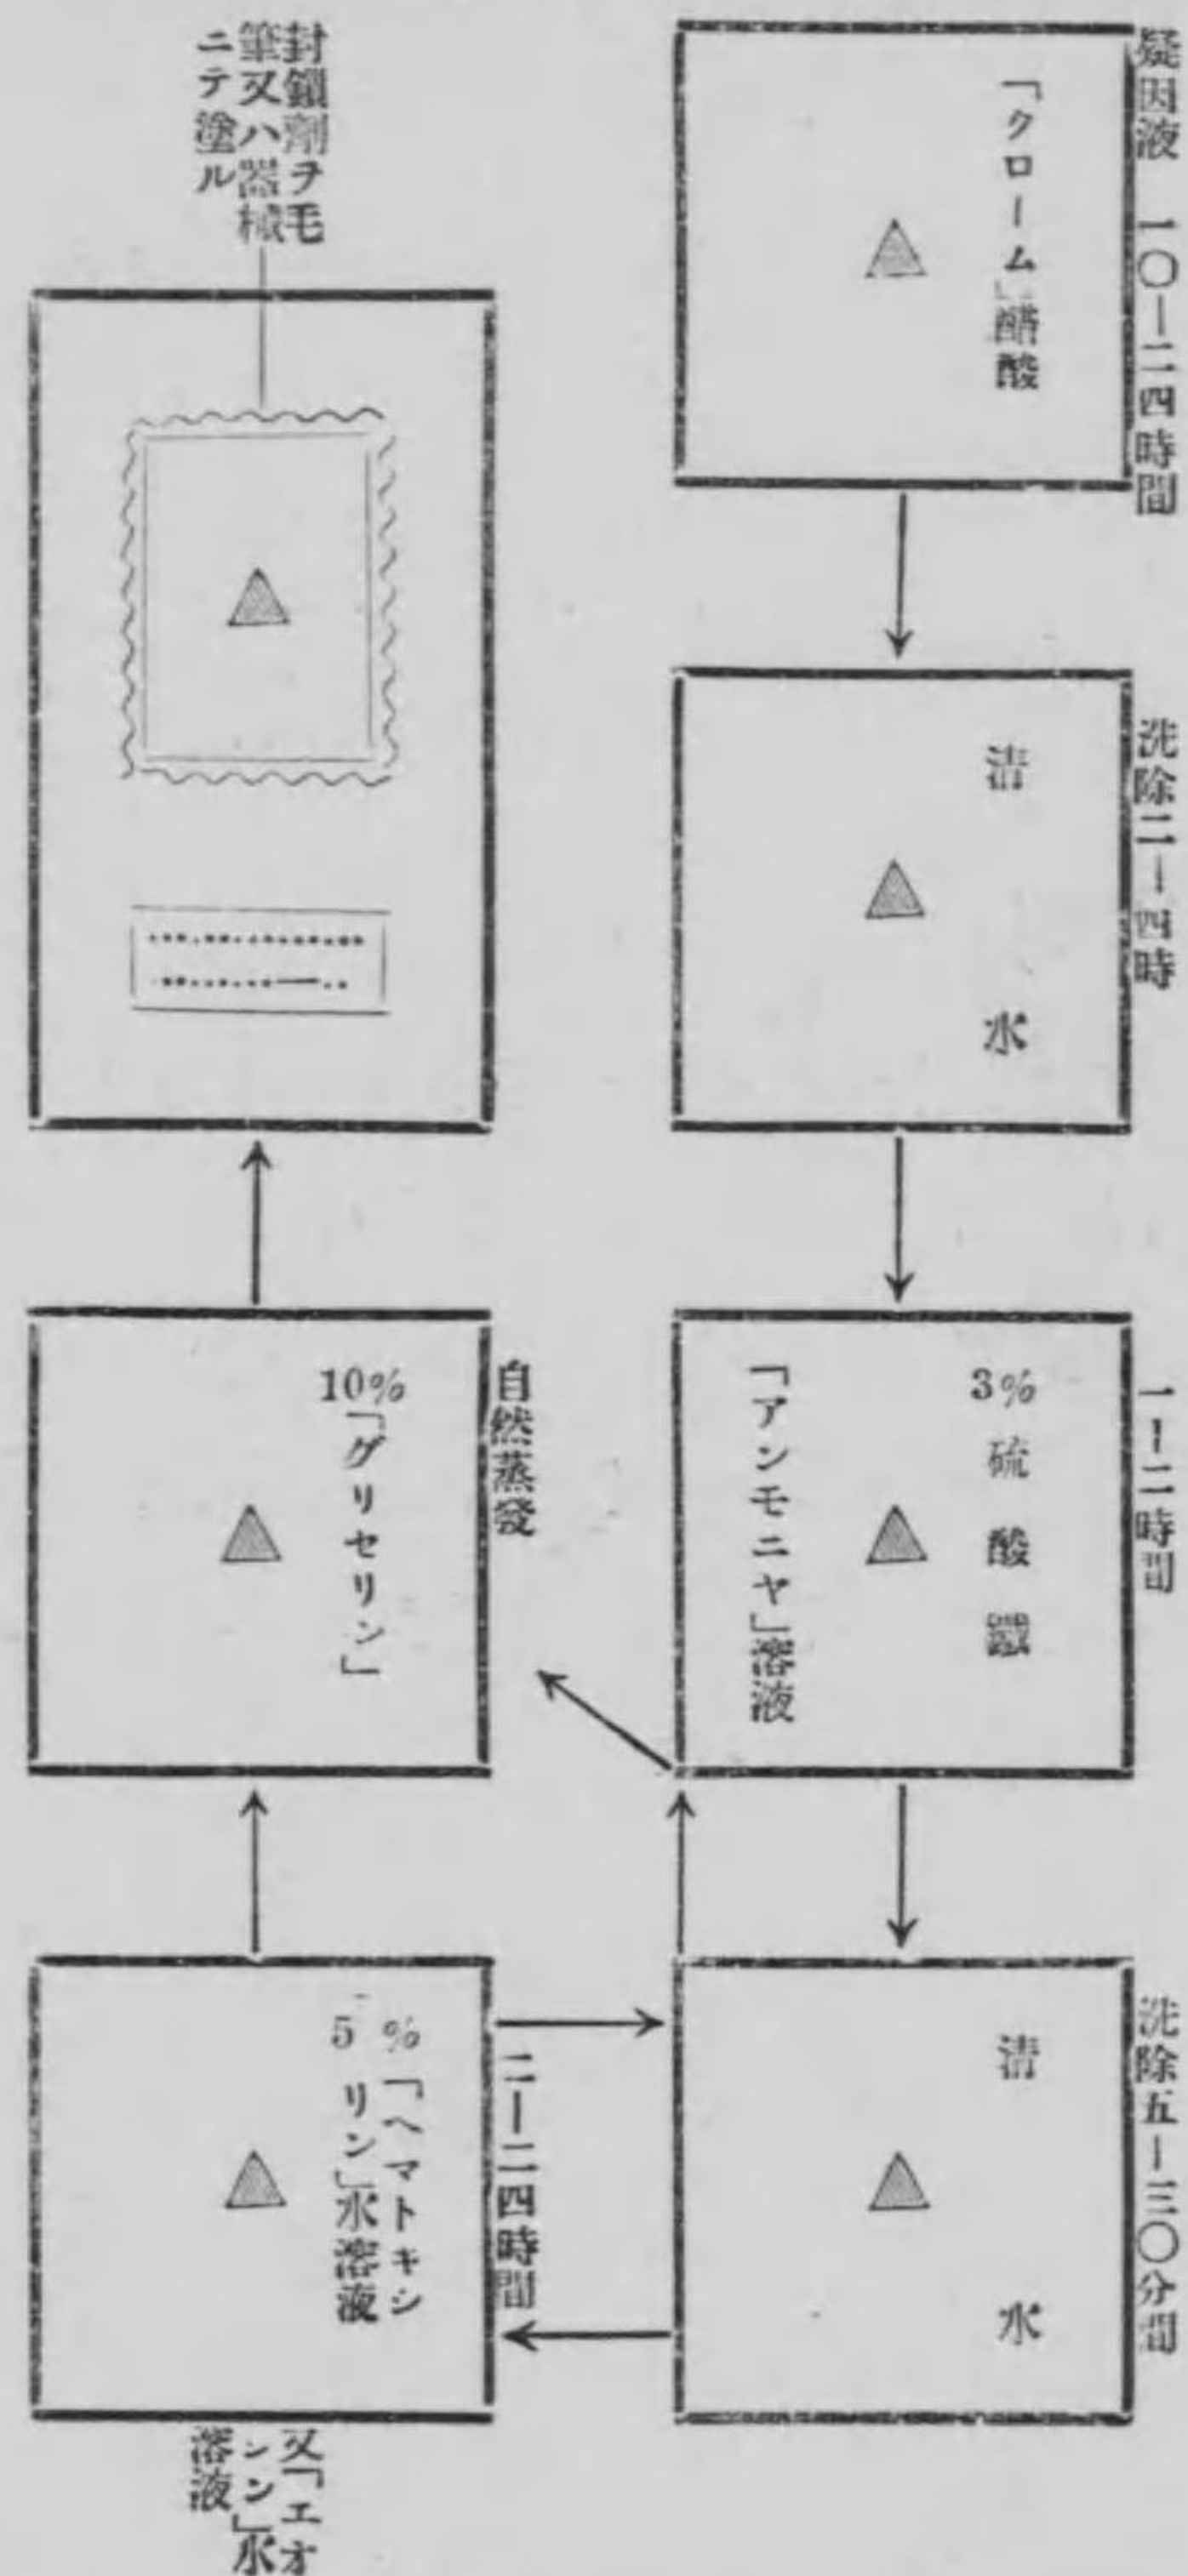 疑因液 一〇―二四時間
「クローム」醋酸
洗除二―四時
清水
一―二時間
3%硫酸鐵
「アンモニヤ」溶液
洗除五―三〇分間
清水
二―二四時間
5%「ヘマトキシ
リン」水溶液
又「エオ
シン」水
溶液
自然蒸發
10%「グリセリン」
封鎖劑ヲ毛
筆又ハ器械
ニテ塗ル